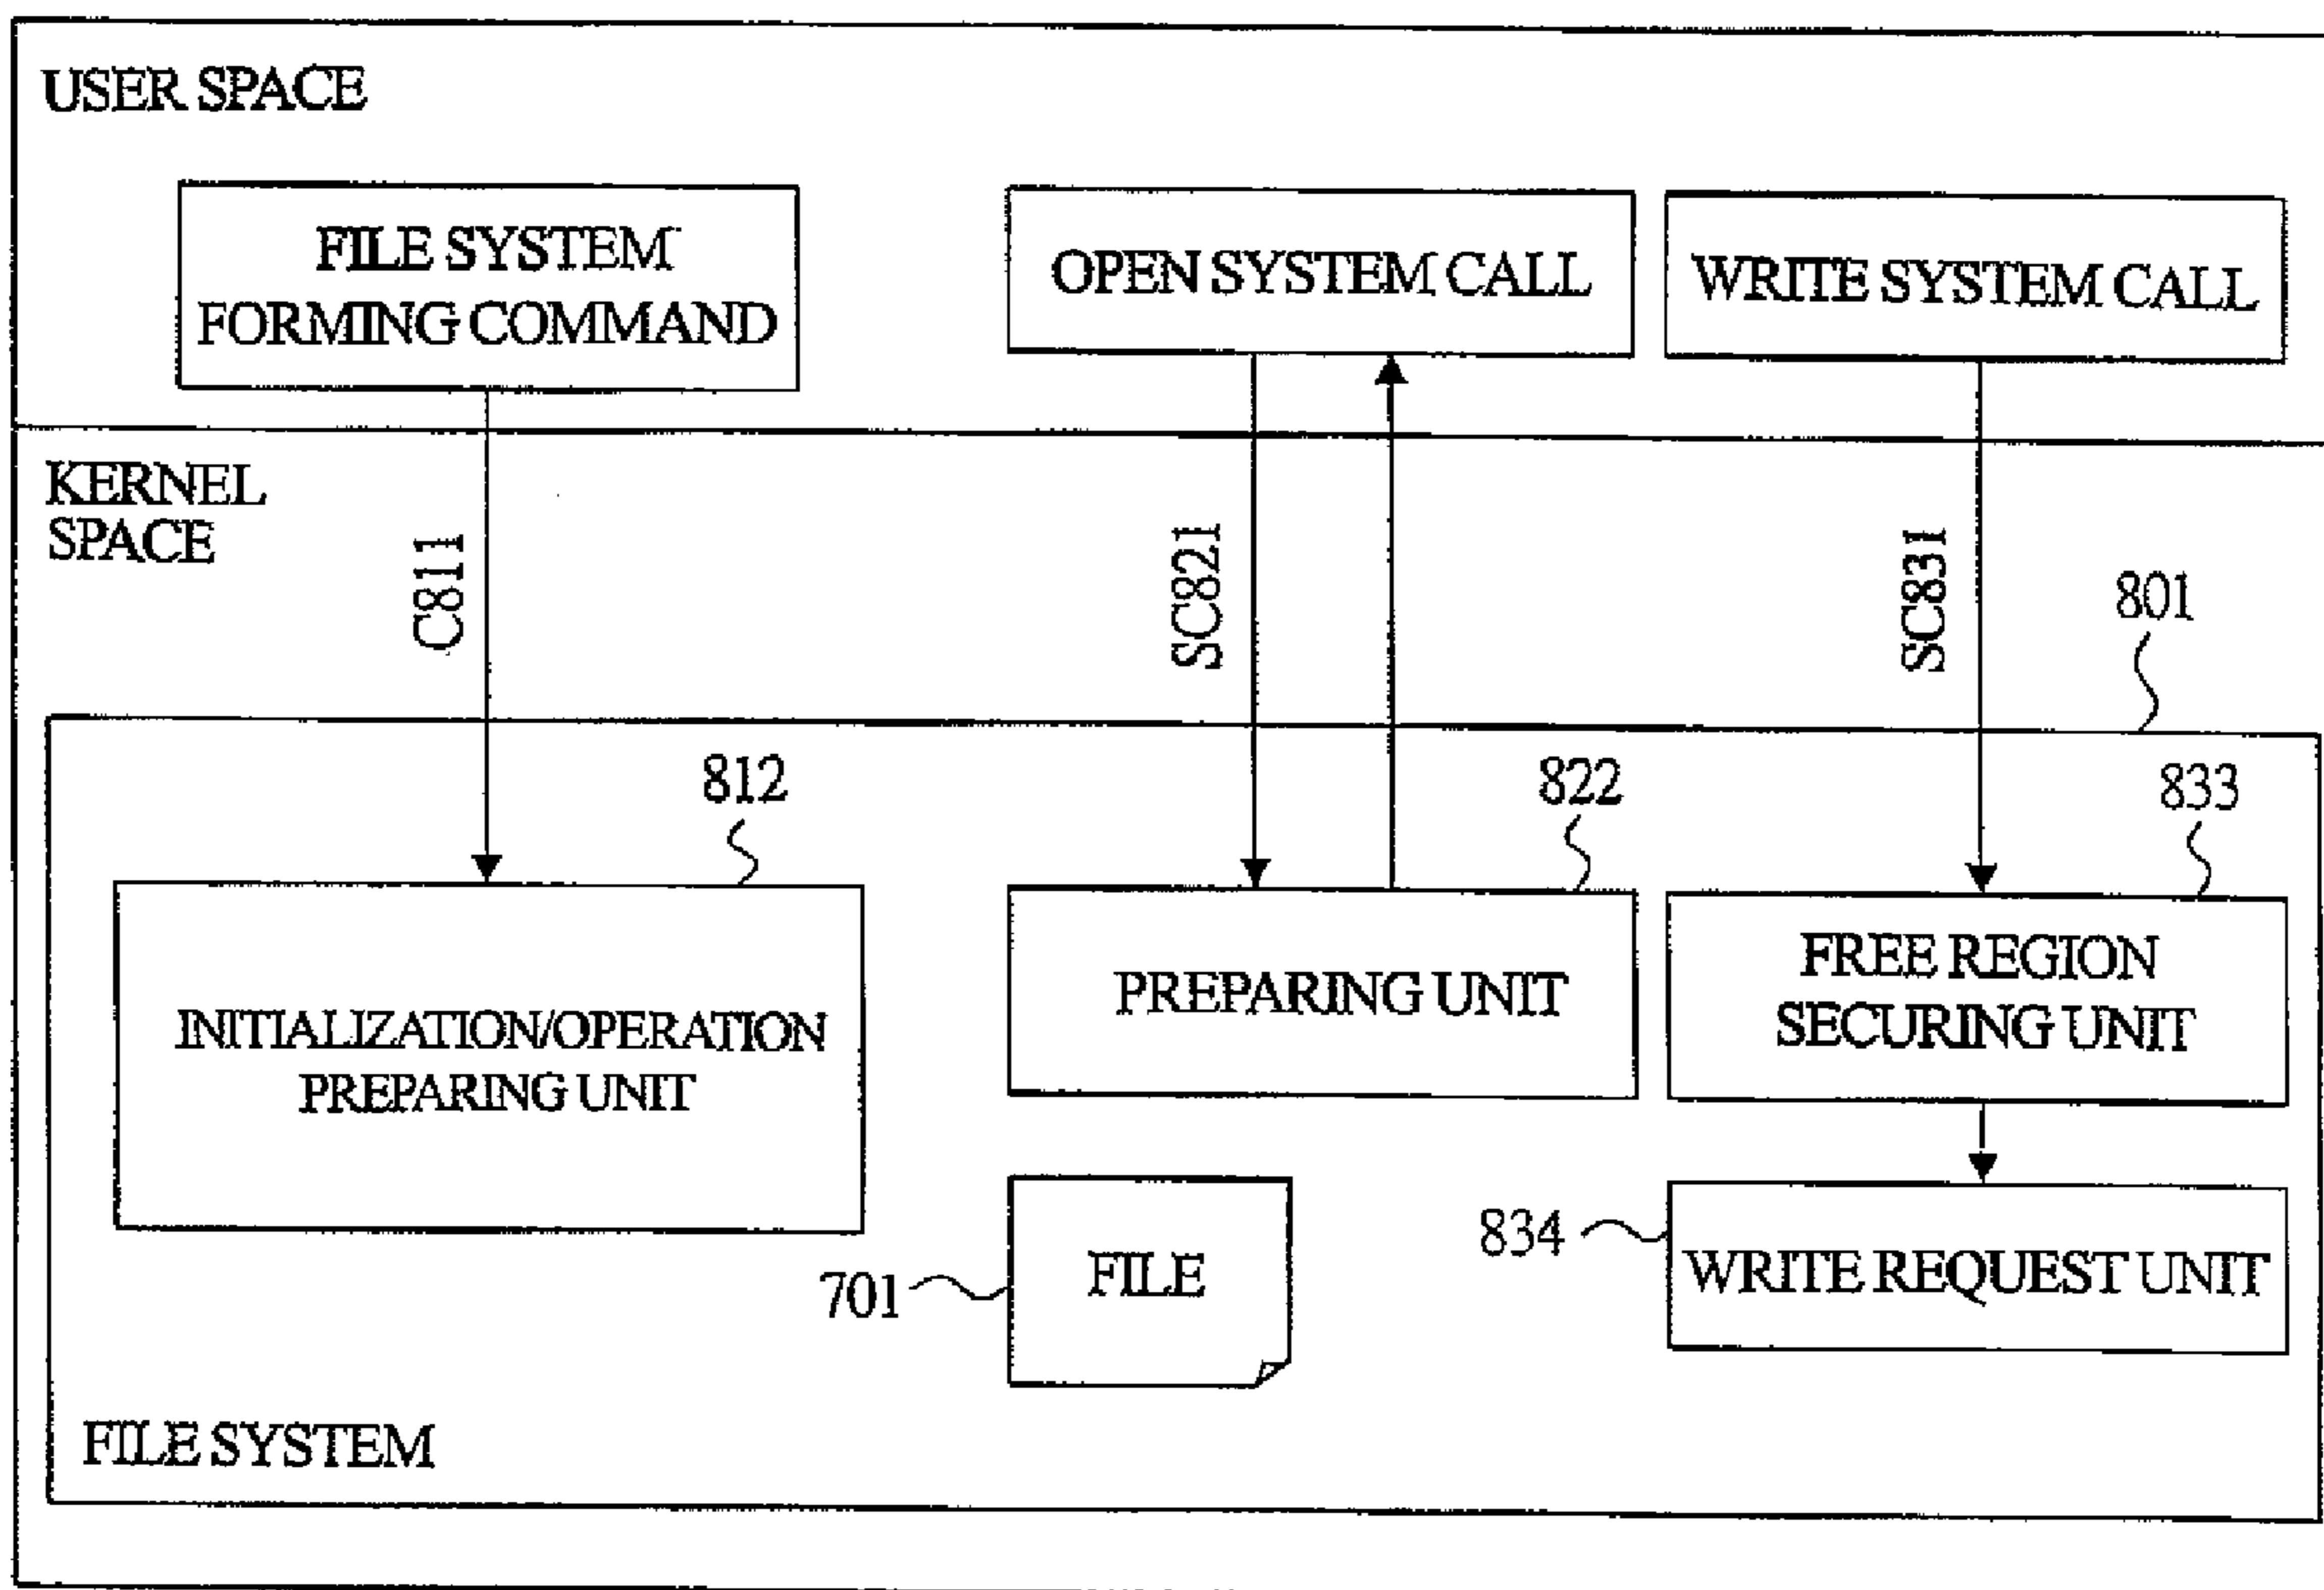 USER SPACE
FILE SYSTEM
FORMING COMMAND
OPEN SYSTEM CALL
WRITE SYSTEM CALL
KERNEL
SPACE
C811
SC821
SC831
801
812
822
833
INITIALIZATION/OPERATION
PREPARING UNIT
PREPARING UNIT
FREE REGION
SECURING UNIT
701
FILE
834
WRITE REQUEST UNIT
FILE SYSTEM